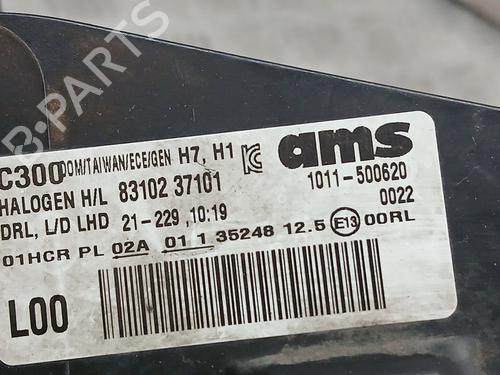 ams
C300 DOM/TAIWAN/ECE/GEN H7, H1
HALOGEN H/L 83102 37101 1011-500620
DRL, L/D LHD 21-229 ,10:19 0022
01HCR PL 02A 01 1 35248 12.5 E13 00RL
L00
B-PARTS